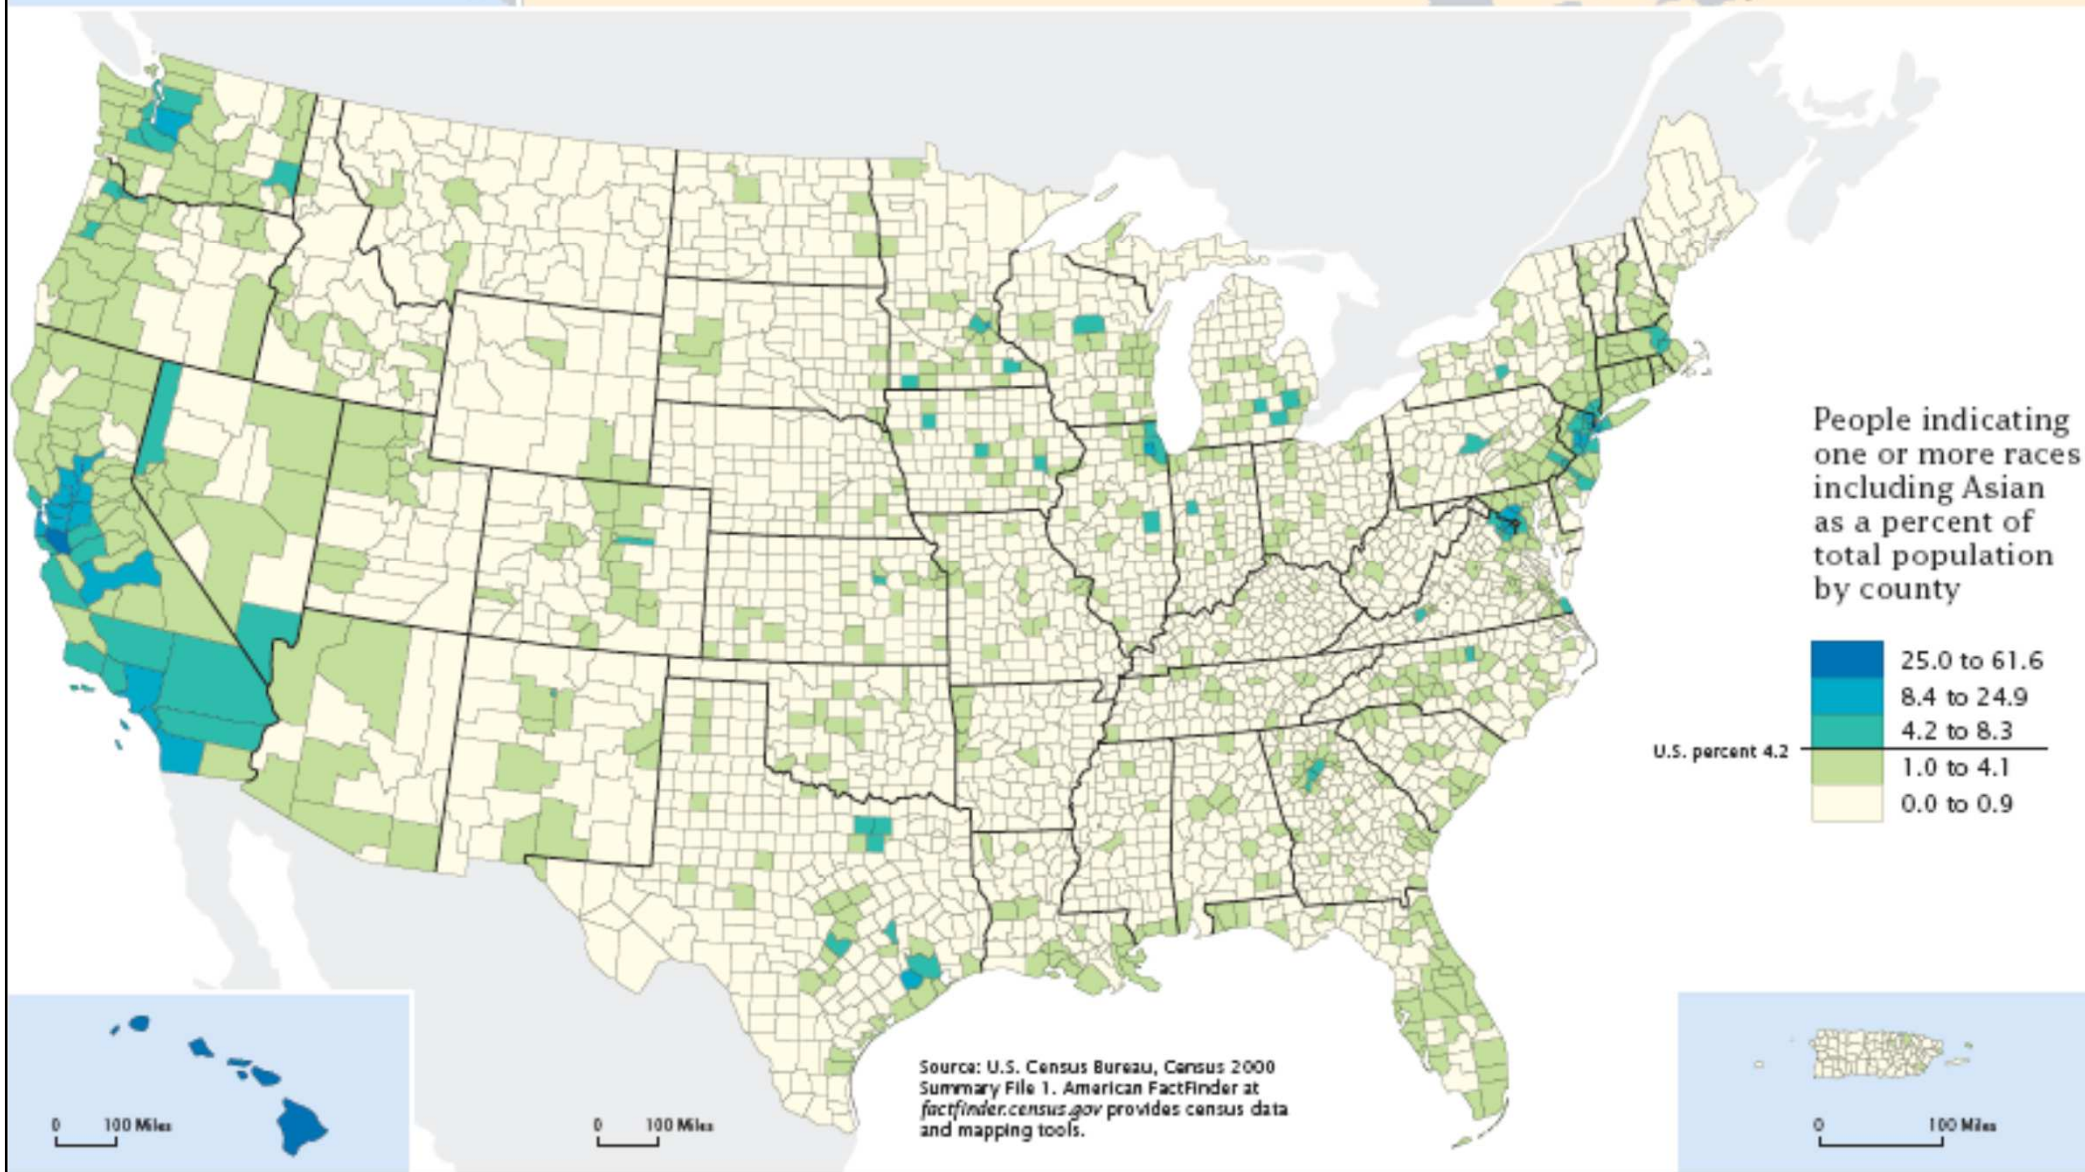 People indicating
one or more races
including Asian
as a percent of
total population
by county
25.0 to 61.6
8.4 to 24.9
4.2 to 8.3
U.S. percent 4.2
1.0 to 4.1
0.0 to 0.9
Source: U.S. Census Bureau, Census 2000
Summary File 1. American FactFinder at
factfinder.census.gov provides census data
and mapping tools.
0 100 Miles
0 100 Miles
0 100 Miles